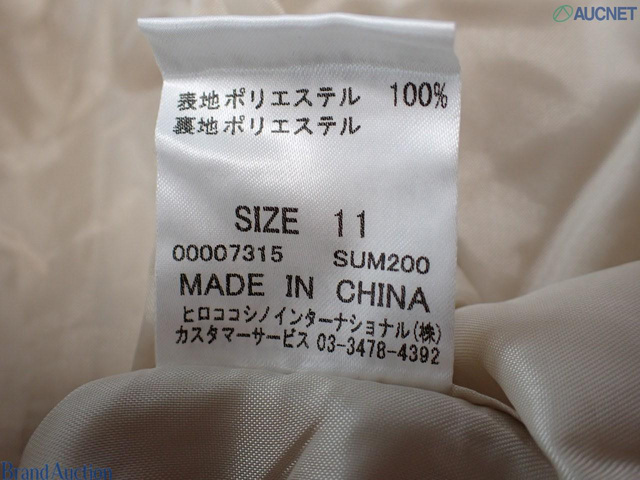 AUCNET
表地ポリエステル 100%
裏地ポリエステル
SIZE 11
00007315 SUM200
MADE IN CHINA
ヒロココシノインターナショナル(株)
カスタマーサービス 03-3478-4392
BrandAuction